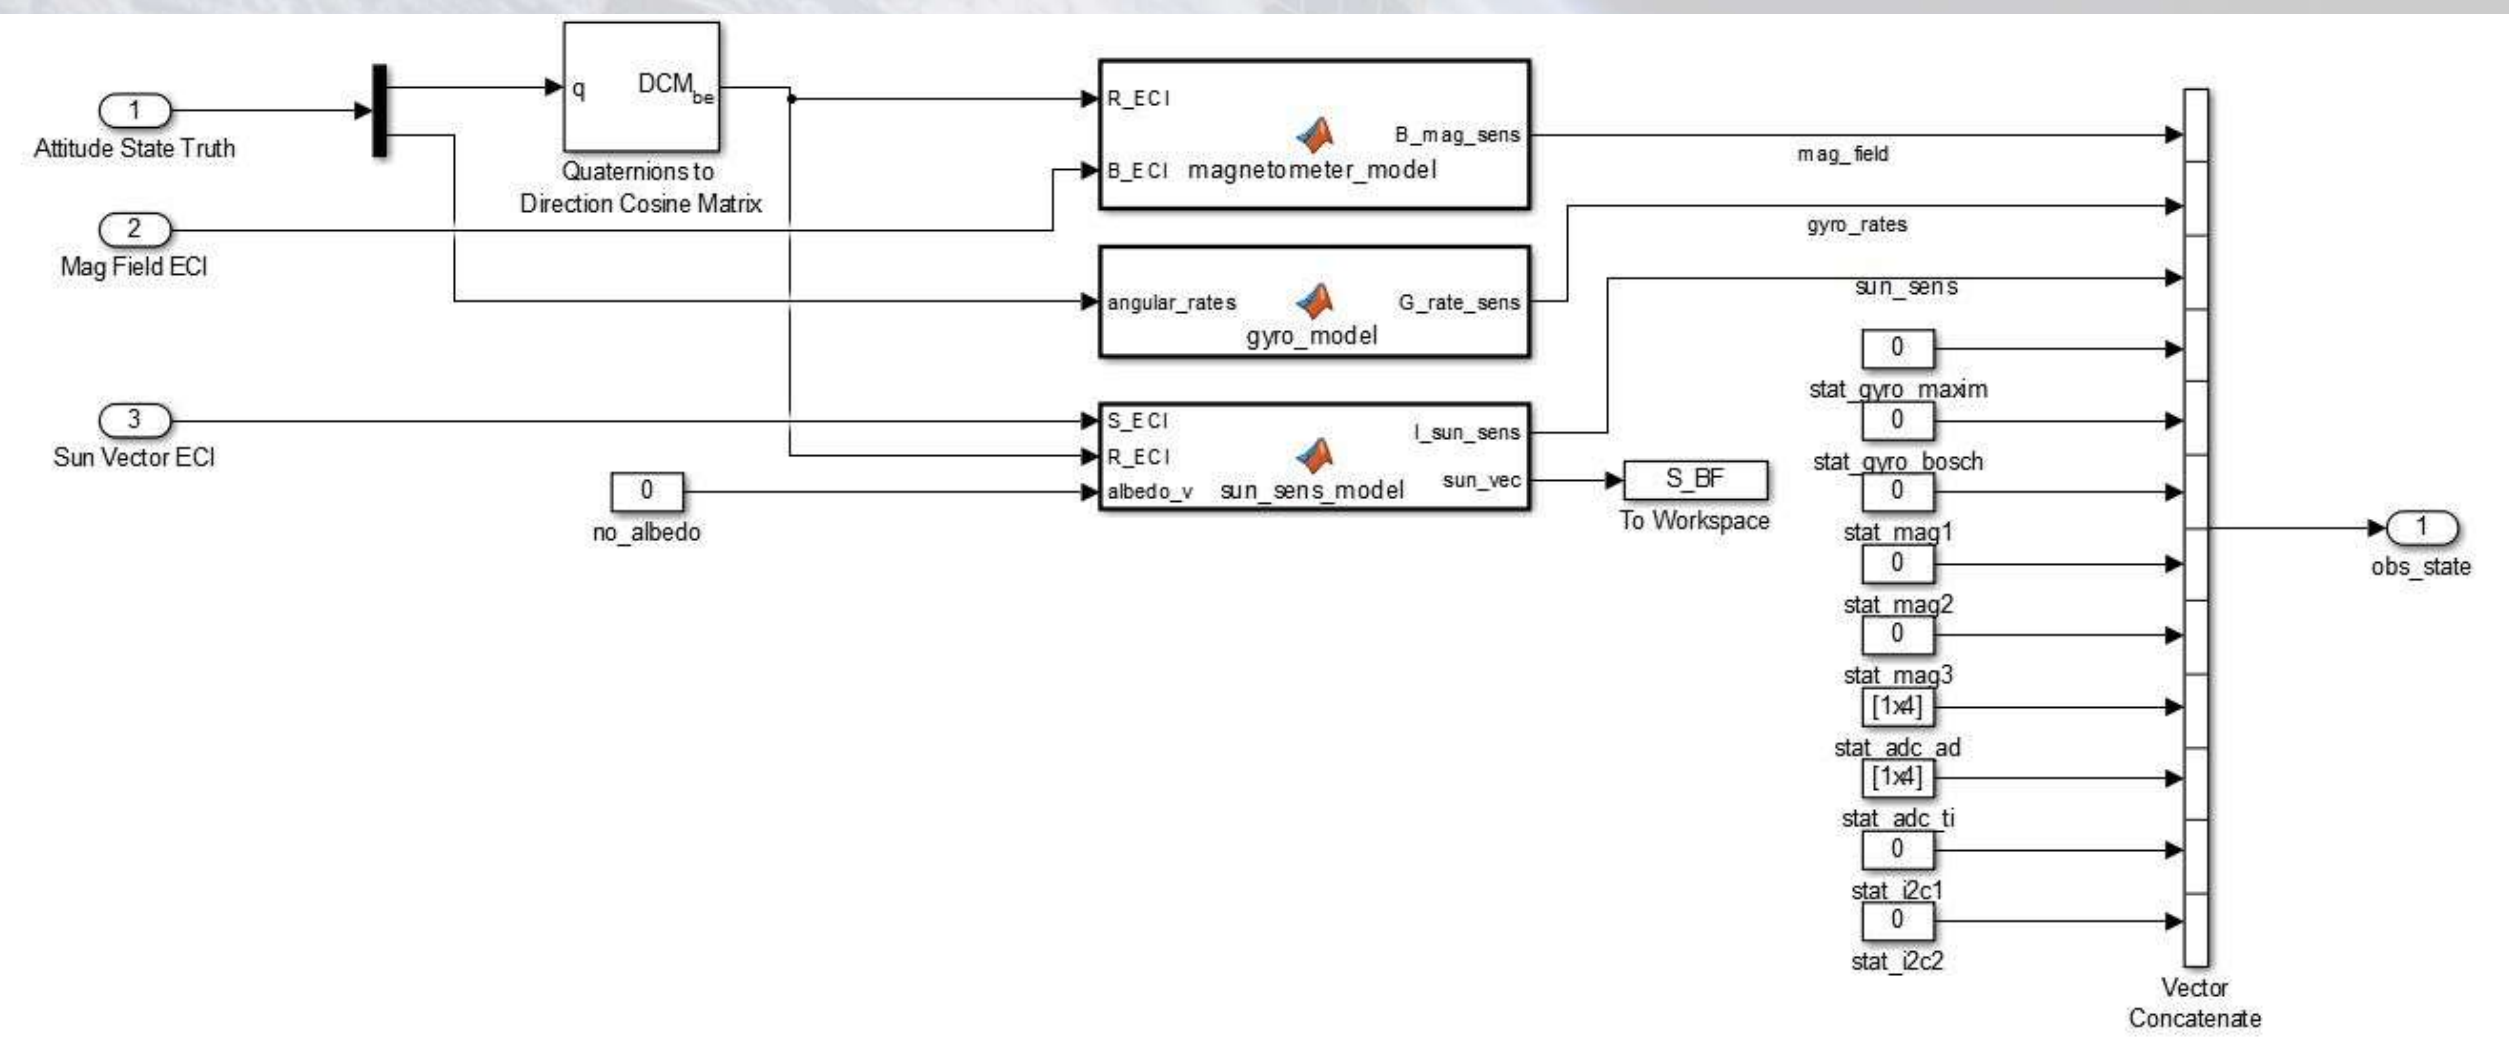 1
Attitude State Truth
2
Mag Field ECI
3
Sun Vector ECI
q
DCM
be
Quaternions to
Direction Cosine Matrix
0
no_albedo
R_ECI
B_ECI
B_mag_sens
magnetometer_model
angular_rates
G_rate_sens
gyro_model
S_ECI
R_ECI
albedo_v
I_sun_sens
sun_vec
sun_sens_model
S_BF
To Workspace
mag_field
gyro_rates
sun_sens
0
stat_gyro_maxim
0
stat_gyro_bosch
0
stat_mag1
0
stat_mag2
0
stat_mag3
[1x4]
stat_adc_ad
[1x4]
stat_adc_ti
0
stat_i2c1
0
stat_i2c2
Vector
Concatenate
1
obs_state